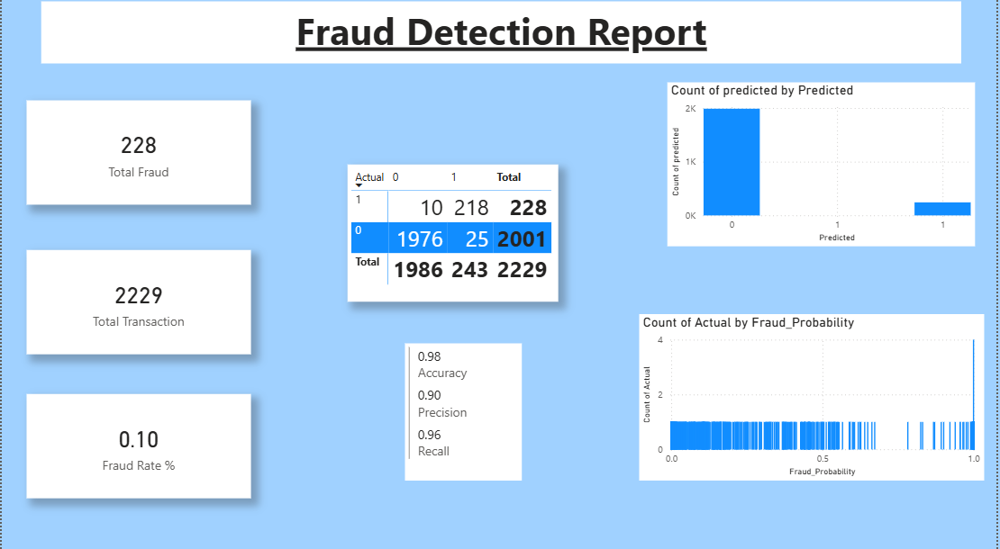 Fraud Detection Report
228
Total Fraud
2229
Total Transaction
0.10
Fraud Rate %
Actual 0 1 Total
1 10 218 228
0 1976 25 2001
Total 1986 243 2229
0.98
Accuracy
0.90
Precision
0.96
Recall
Count of predicted by Predicted
Count of predicted
2K
1K
0K
0 1 1
Predicted
Count of Actual by Fraud_Probability
Count of Actual
4
2
0
0.0 0.5 1.0
Fraud_Probability